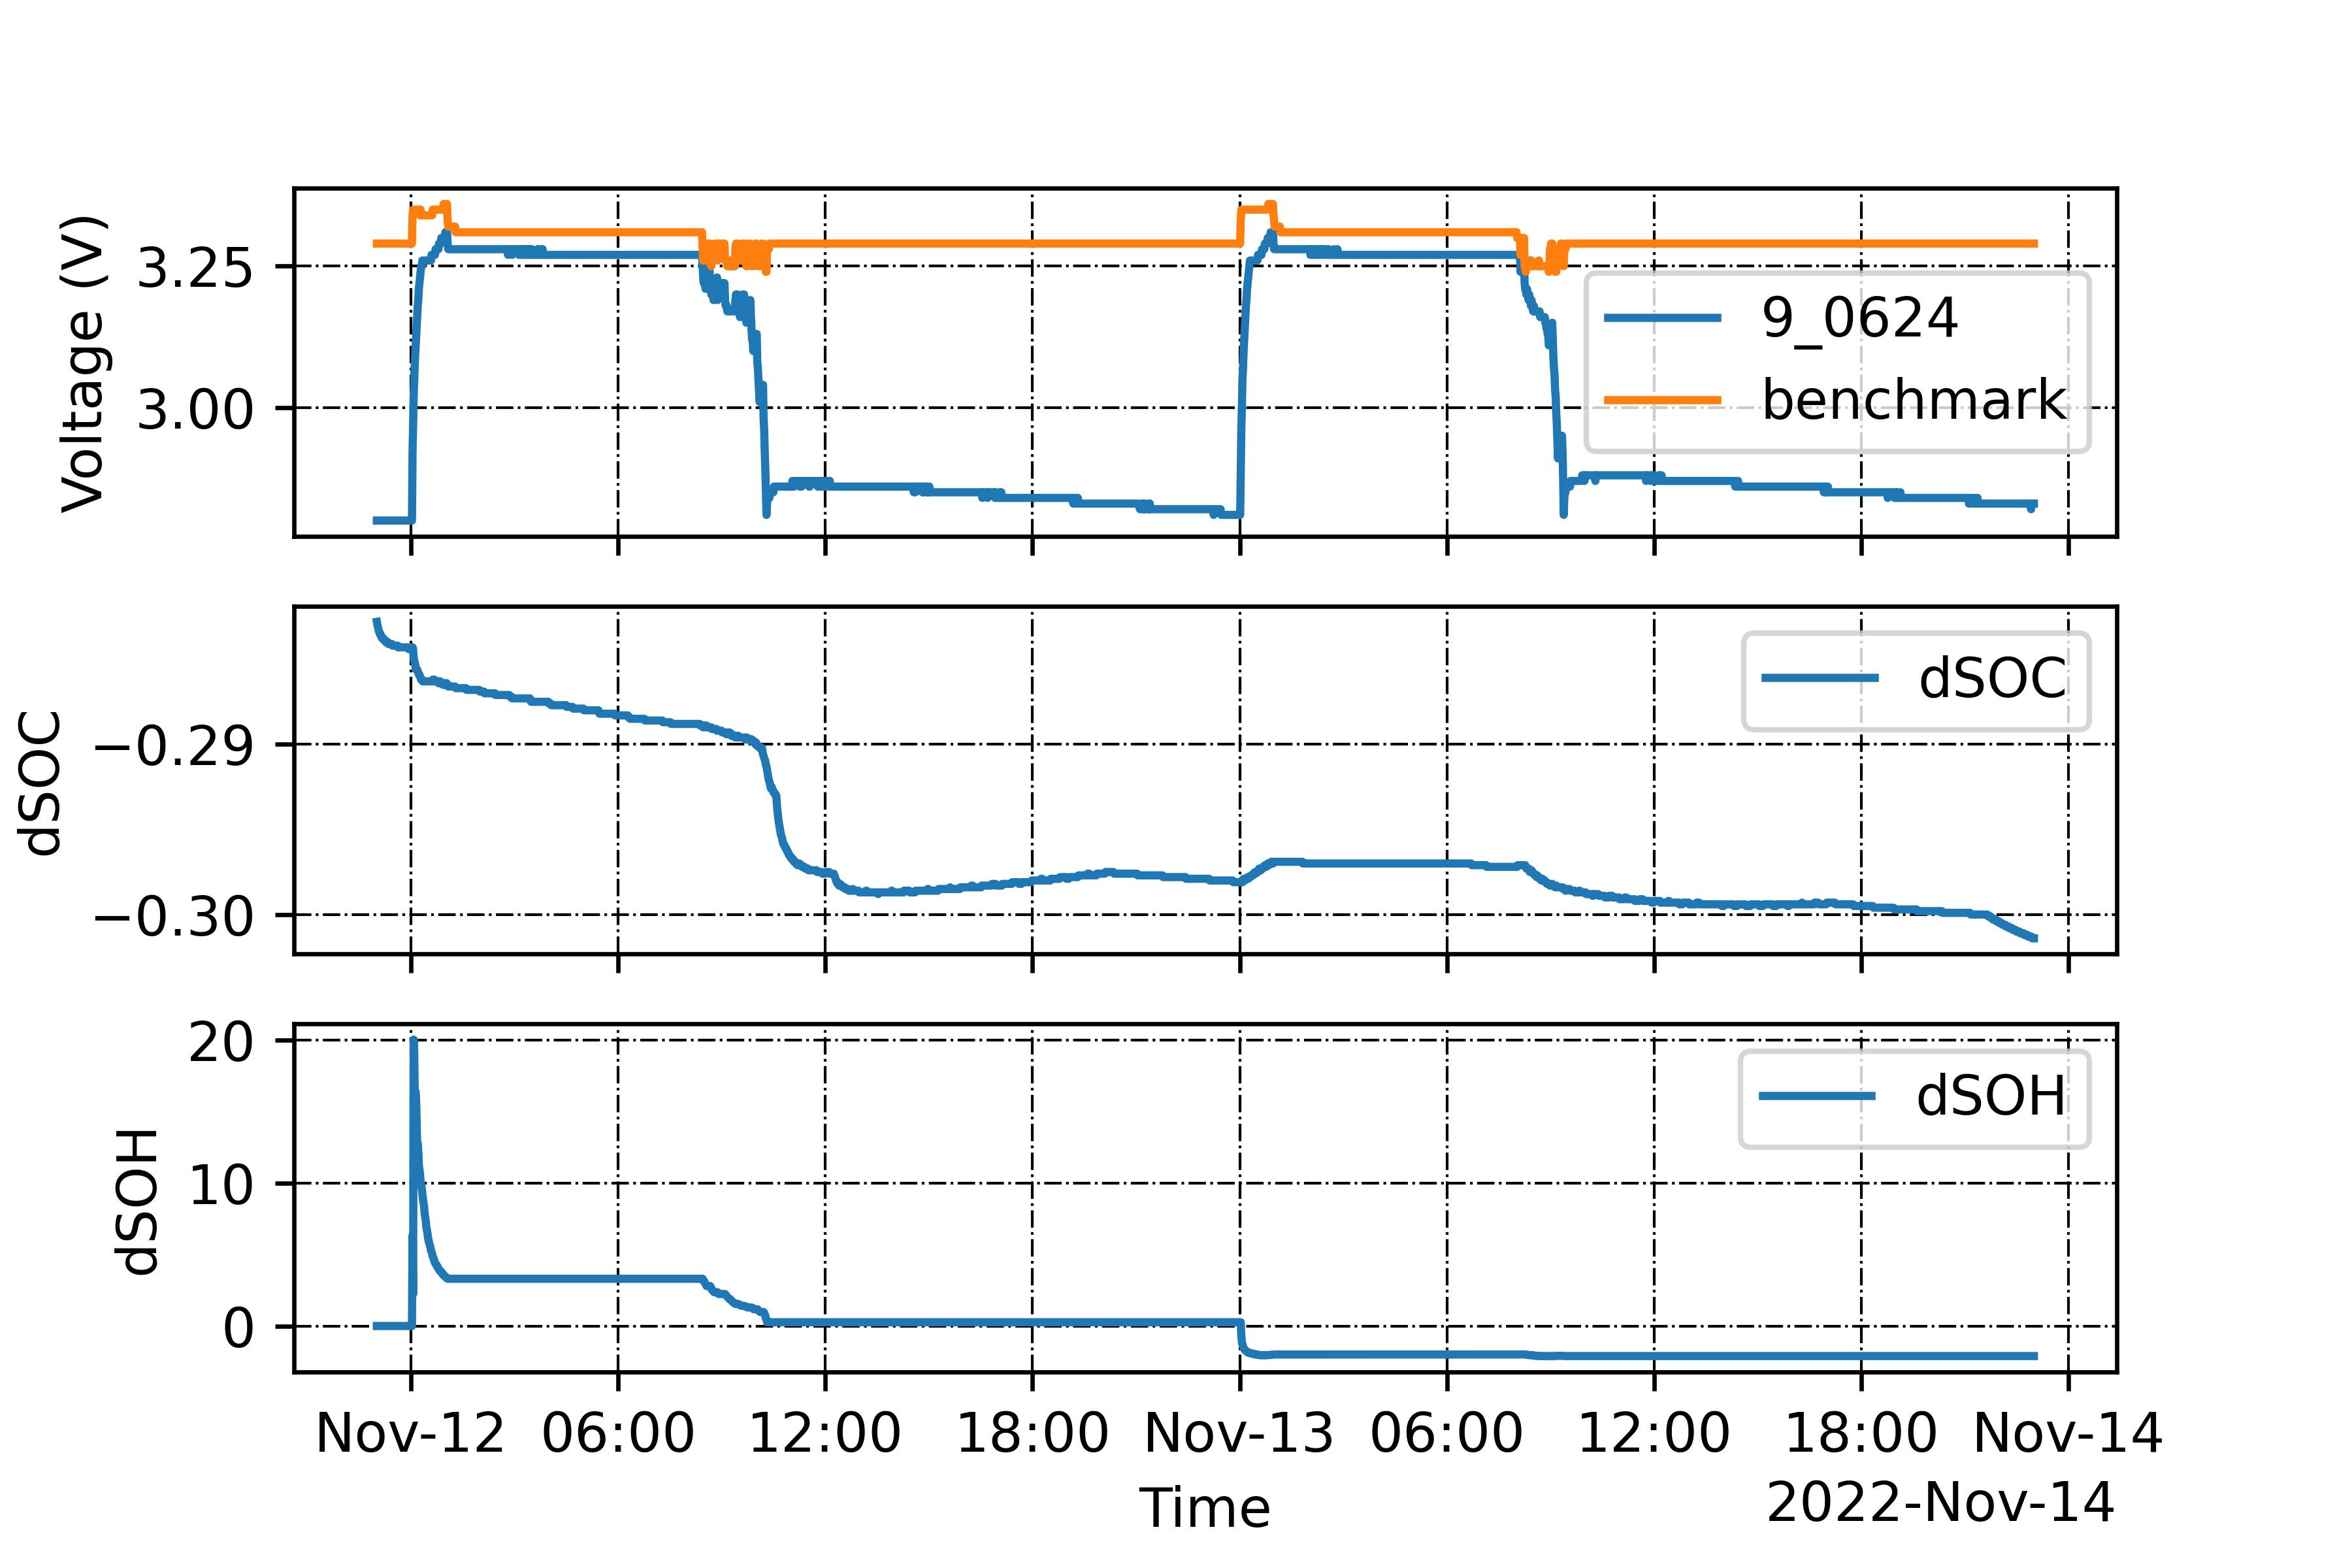 Voltage (V)
3.25
3.00
9_0624
benchmark
dSOC
−0.29
−0.30
dSOC
dSOH
20
10
0
dSOH
Nov-12 06:00 12:00 18:00 Nov-13 06:00 12:00 18:00 Nov-14
Time
2022-Nov-14